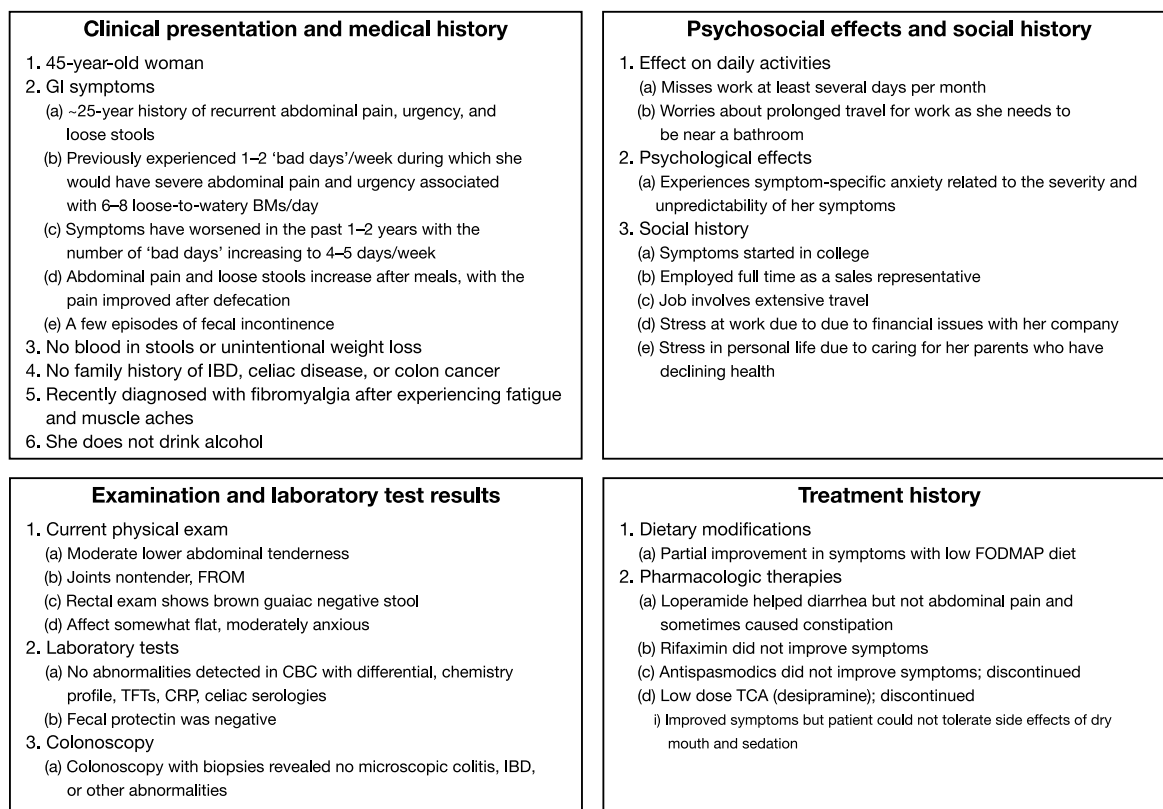 Clinical presentation and medical history
1. 45-year-old woman
2. GI symptoms
(a) ~25-year history of recurrent abdominal pain, urgency, and
loose stools
(b) Previously experienced 1–2 ‘bad days’/week during which she
would have severe abdominal pain and urgency associated
with 6–8 loose-to-watery BMs/day
(c) Symptoms have worsened in the past 1–2 years with the
number of ‘bad days’ increasing to 4–5 days/week
(d) Abdominal pain and loose stools increase after meals, with the
pain improved after defecation
(e) A few episodes of fecal incontinence
3. No blood in stools or unintentional weight loss
4. No family history of IBD, celiac disease, or colon cancer
5. Recently diagnosed with fibromyalgia after experiencing fatigue
and muscle aches
6. She does not drink alcohol
Psychosocial effects and social history
1. Effect on daily activities
(a) Misses work at least several days per month
(b) Worries about prolonged travel for work as she needs to
be near a bathroom
2. Psychological effects
(a) Experiences symptom-specific anxiety related to the severity and
unpredictability of her symptoms
3. Social history
(a) Symptoms started in college
(b) Employed full time as a sales representative
(c) Job involves extensive travel
(d) Stress at work due to due to financial issues with her company
(e) Stress in personal life due to caring for her parents who have
declining health
Examination and laboratory test results
1. Current physical exam
(a) Moderate lower abdominal tenderness
(b) Joints nontender, FROM
(c) Rectal exam shows brown guaiac negative stool
(d) Affect somewhat flat, moderately anxious
2. Laboratory tests
(a) No abnormalities detected in CBC with differential, chemistry
profile, TFTs, CRP, celiac serologies
(b) Fecal protectin was negative
3. Colonoscopy
(a) Colonoscopy with biopsies revealed no microscopic colitis, IBD,
or other abnormalities
Treatment history
1. Dietary modifications
(a) Partial improvement in symptoms with low FODMAP diet
2. Pharmacologic therapies
(a) Loperamide helped diarrhea but not abdominal pain and
sometimes caused constipation
(b) Rifaximin did not improve symptoms
(c) Antispasmodics did not improve symptoms; discontinued
(d) Low dose TCA (desipramine); discontinued
i) Improved symptoms but patient could not tolerate side effects of dry
mouth and sedation